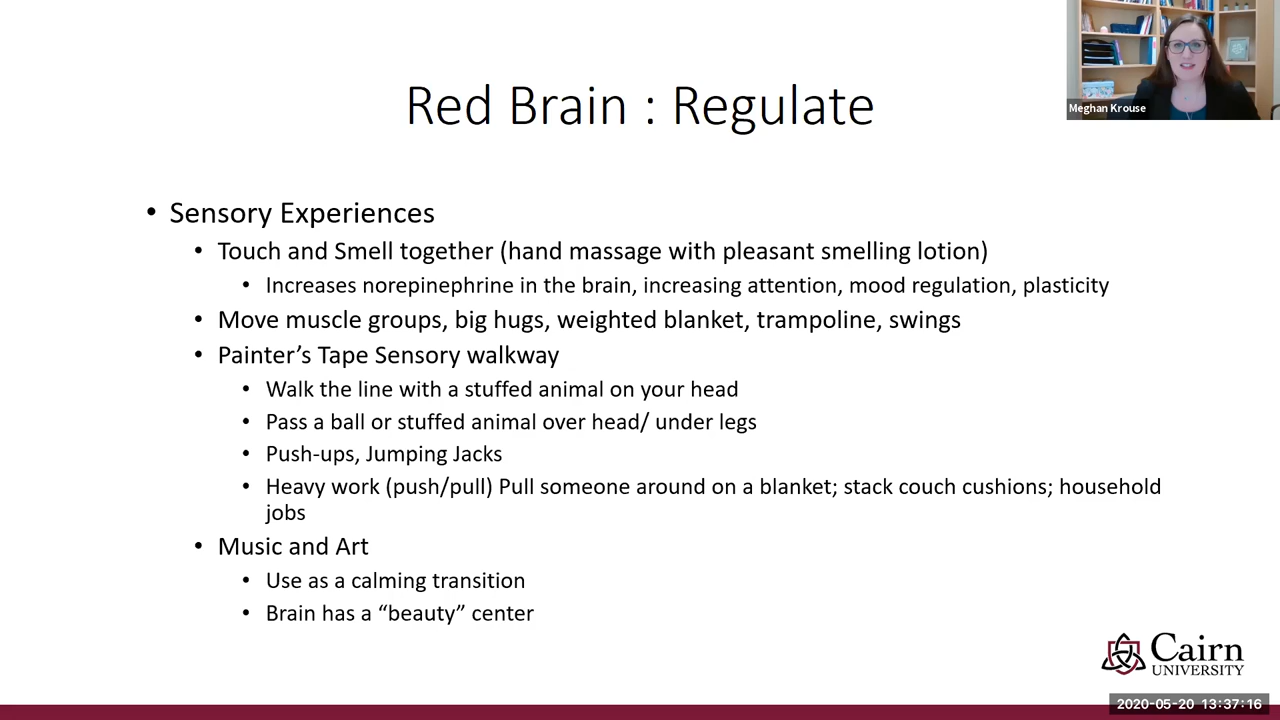 Meghan Krouse
Red Brain : Regulate
• Sensory Experiences
• Touch and Smell together (hand massage with pleasant smelling lotion)
• Increases norepinephrine in the brain, increasing attention, mood regulation, plasticity
• Move muscle groups, big hugs, weighted blanket, trampoline, swings
• Painter’s Tape Sensory walkway
• Walk the line with a stuffed animal on your head
• Pass a ball or stuffed animal over head/ under legs
• Push-ups, Jumping Jacks
• Heavy work (push/pull) Pull someone around on a blanket; stack couch cushions; household
jobs
• Music and Art
• Use as a calming transition
• Brain has a “beauty” center
Cairn
UNIVERSITY
2020-05-20 13:37:16